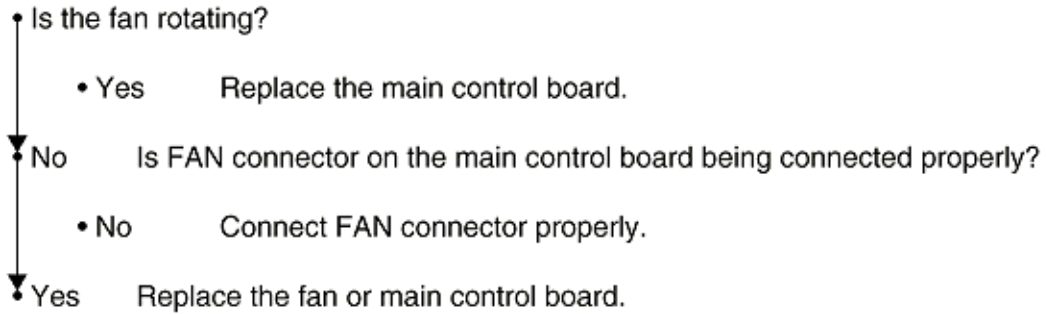 • Is the fan rotating?
• Yes Replace the main control board.
• No Is FAN connector on the main control board being connected properly?
• No Connect FAN connector properly.
• Yes Replace the fan or main control board.